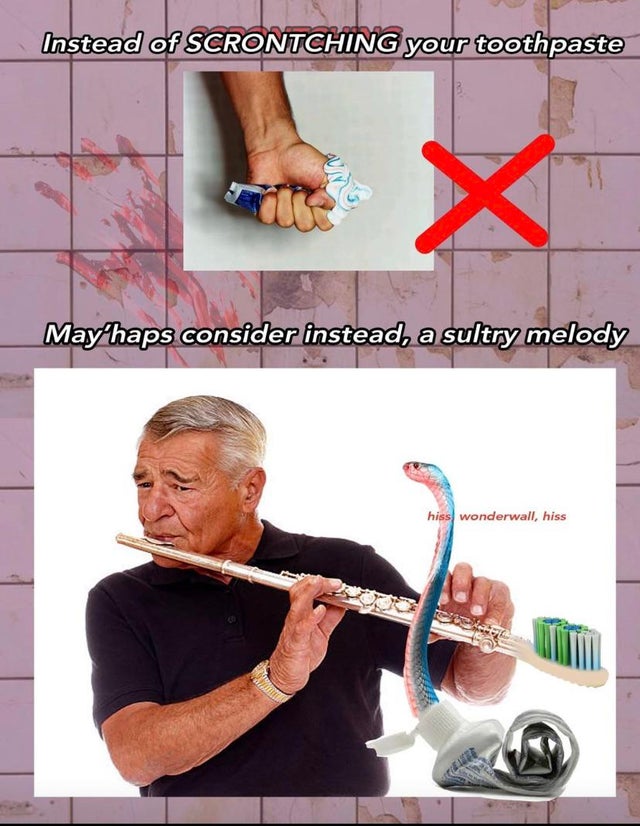 Instead of SCRONTCHING your toothpaste
May'haps consider instead, a sultry melody
hiss wonderwall, hiss